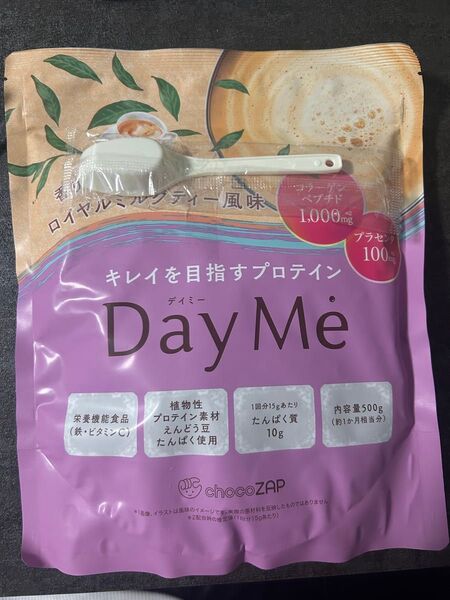 ロイヤルミルクティー風味
コラーゲン
ペプチド
1,000mg
プラセンタ
100mg
キレイを目指すプロテイン
デイミー
DayMe
栄養機能食品
(鉄・ビタミンC)
植物性
プロテイン素材
えんどう豆
たんぱく使用
1回分15gあたり
たんぱく質
10g
内容量500g
(約1か月相当分)
chocoZAP